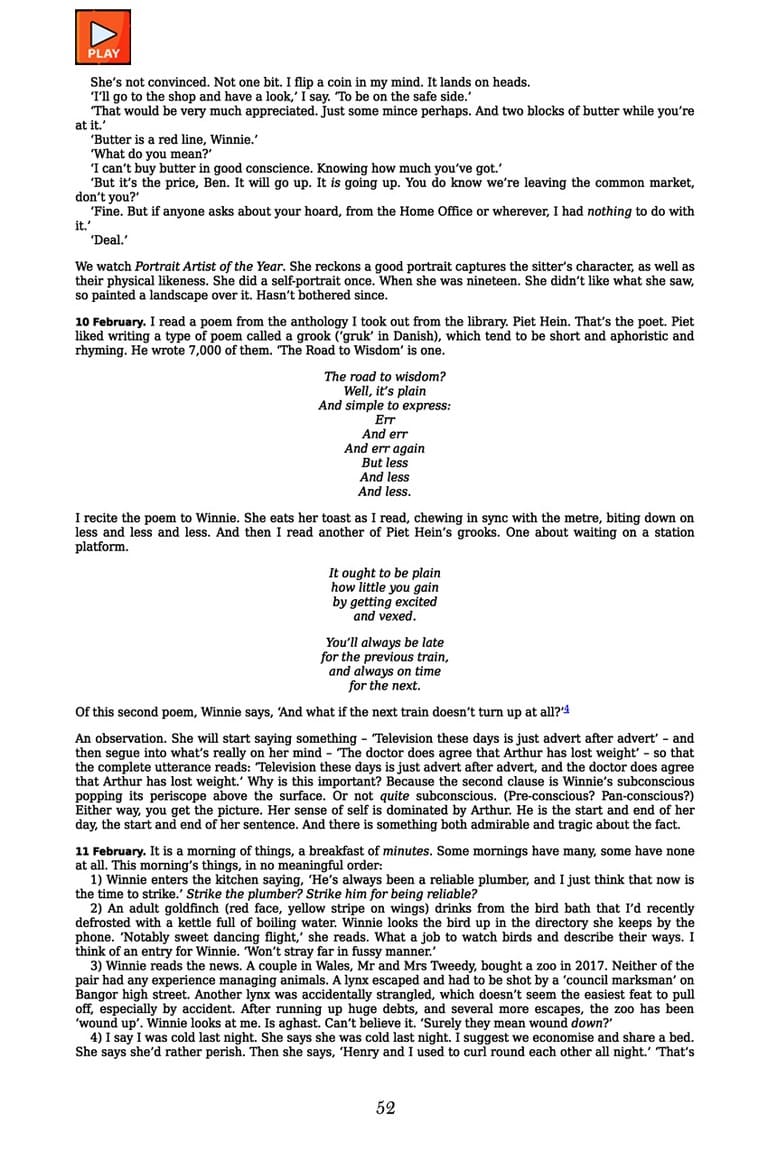 PLAY
She’s not convinced. Not one bit. I flip a coin in my mind. It lands on heads.
‘I’ll go to the shop and have a look,’ I say. ‘To be on the safe side.’
‘That would be very much appreciated. Just some mince perhaps. And two blocks of butter while you’re
at it.’
‘Butter is a red line, Winnie.’
‘What do you mean?’
‘I can’t buy butter in good conscience. Knowing how much you’ve got.’
‘But it’s the price, Ben. It will go up. It is going up. You do know we’re leaving the common market,
don’t you?’
‘Fine. But if anyone asks about your hoard, from the Home Office or wherever, I had nothing to do with
it.’
‘Deal.’
We watch Portrait Artist of the Year. She reckons a good portrait captures the sitter’s character, as well as
their physical likeness. She did a self-portrait once. When she was nineteen. She didn’t like what she saw,
so painted a landscape over it. Hasn’t bothered since.
10 February. I read a poem from the anthology I took out from the library. Piet Hein. That’s the poet. Piet
liked writing a type of poem called a grook (‘gruk’ in Danish), which tend to be short and aphoristic and
rhyming. He wrote 7,000 of them. ‘The Road to Wisdom’ is one.
The road to wisdom?
Well, it’s plain
And simple to express:
Err
And err
And err again
But less
And less
And less.
I recite the poem to Winnie. She eats her toast as I read, chewing in sync with the metre, biting down on
less and less and less. And then I read another of Piet Hein’s grooks. One about waiting on a station
platform.
It ought to be plain
how little you gain
by getting excited
and vexed.
You’ll always be late
for the previous train,
and always on time
for the next.
Of this second poem, Winnie says, ‘And what if the next train doesn’t turn up at all?’4
An observation. She will start saying something – ‘Television these days is just advert after advert’ – and
then segue into what’s really on her mind – ‘The doctor does agree that Arthur has lost weight’ – so that
the complete utterance reads: ‘Television these days is just advert after advert, and the doctor does agree
that Arthur has lost weight.’ Why is this important? Because the second clause is Winnie’s subconscious
popping its periscope above the surface. Or not quite subconscious. (Pre-conscious? Pan-conscious?)
Either way, you get the picture. Her sense of self is dominated by Arthur. He is the start and end of her
day, the start and end of her sentence. And there is something both admirable and tragic about the fact.
11 February. It is a morning of things, a breakfast of minutes. Some mornings have many, some have none
at all. This morning’s things, in no meaningful order:
1) Winnie enters the kitchen saying, ‘He’s always been a reliable plumber, and I just think that now is
the time to strike.’ Strike the plumber? Strike him for being reliable?
2) An adult goldfinch (red face, yellow stripe on wings) drinks from the bird bath that I’d recently
defrosted with a kettle full of boiling water. Winnie looks the bird up in the directory she keeps by the
phone. ‘Notably sweet dancing flight,’ she reads. What a job to watch birds and describe their ways. I
think of an entry for Winnie. ‘Won’t stray far in fussy manner.’
3) Winnie reads the news. A couple in Wales, Mr and Mrs Tweedy, bought a zoo in 2017. Neither of the
pair had any experience managing animals. A lynx escaped and had to be shot by a ‘council marksman’ on
Bangor high street. Another lynx was accidentally strangled, which doesn’t seem the easiest feat to pull
off, especially by accident. After running up huge debts, and several more escapes, the zoo has been
‘wound up’. Winnie looks at me. Is aghast. Can’t believe it. ‘Surely they mean wound down?’
4) I say I was cold last night. She says she was cold last night. I suggest we economise and share a bed.
She says she’d rather perish. Then she says, ‘Henry and I used to curl round each other all night.’ ‘That’s
52